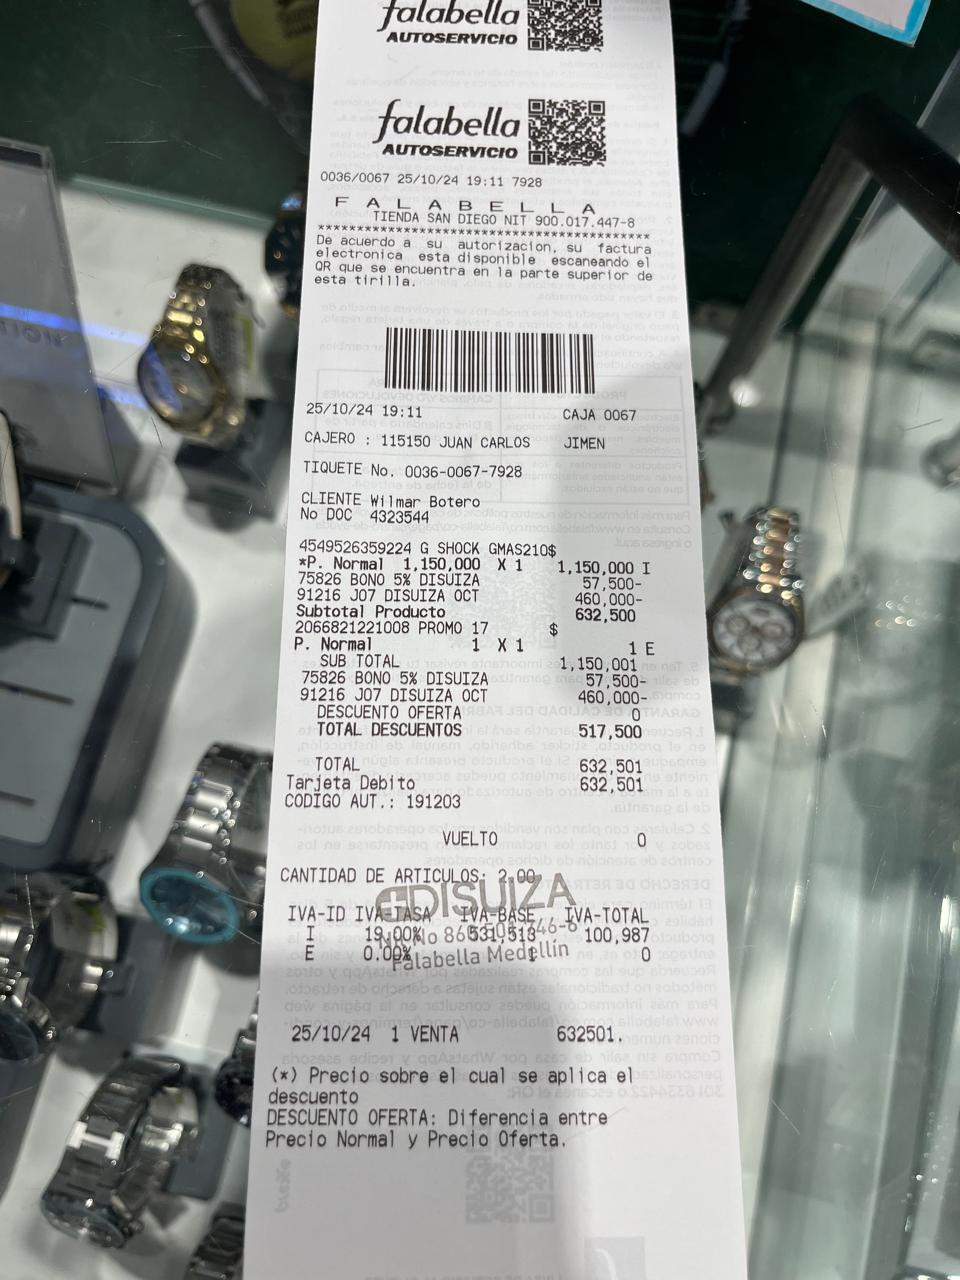 falabella
AUTOSERVICIO
falabella
AUTOSERVICIO
0036/0067 25/10/24 19:11 7928
F A L A B E L L A
TIENDA SAN DIEGO NIT 900.017.447-8
**************************************************
De acuerdo a su autorizacion, su factura
electronica esta disponible escaneando el
QR que se encuentra en la parte superior de
esta tirilla.
25/10/24 19:11 CAJA 0067
CAJERO : 115150 JUAN CARLOS JIMEN
TIQUETE No. 0036-0067-7928
CLIENTE Wilmar Botero
No DOC 4323544
4549526359224 G SHOCK GMAS210$
*P. Normal 1,150,000 X 1 1,150,000 I
75826 BONO 5% DISUIZA 57,500-
91216 JO7 DISUIZA OCT 460,000-
Subtotal Producto 632,500
2066821221008 PROMO 17 $
P. Normal 1 X 1 1 E
SUB TOTAL 1,150,001
75826 BONO 5% DISUIZA 57,500-
91216 JO7 DISUIZA OCT 460,000-
DESCUENTO OFERTA 0
TOTAL DESCUENTOS 517,500
TOTAL 632,501
Tarjeta Debito 632,501
CODIGO AUT.: 191203
VUELTO 0
CANTIDAD DE ARTICULOS: 2.00
DISUIZA
IVA-ID IVA-TASA IVA-BASE IVA-TOTAL
I 19.00% 531,513 100,987
E 0.00% 1 0
Falabella Medellín
25/10/24 1 VENTA 632501.
(*) Precio sobre el cual se aplica el
descuento
DESCUENTO OFERTA: Diferencia entre
Precio Normal y Precio Oferta.